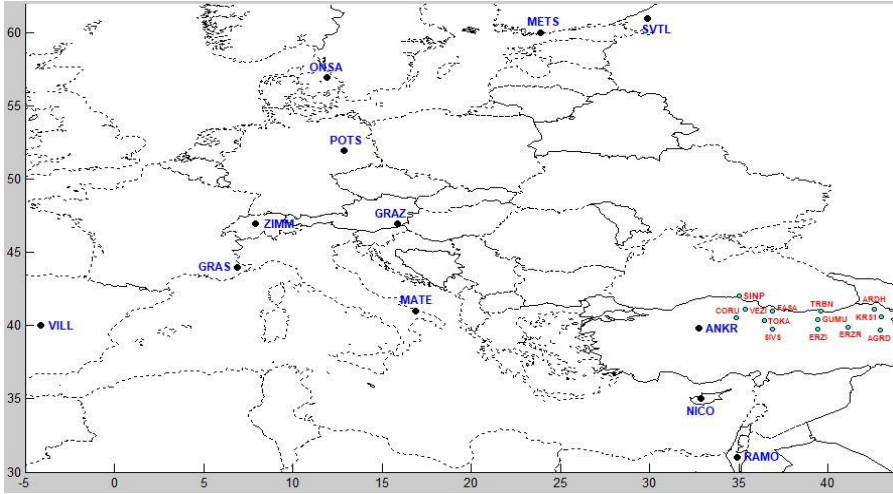 60
METS
SVTL
ONSA
55
POTS
50
GRAZ
ZIMM
45
GRAS
MATE
SINP
CORU
VEZI
FASA
TRBN
ARDH
TOKA
GUMU
KRS1
40
VILL
ANKR
SIVS
ERZI
ERZR
AGRD
35
NICO
RAMO
30
-5
0
5
10
15
20
25
30
35
40